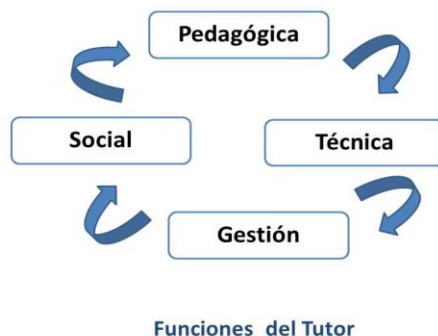 Pedagógica
Social
Técnica
Gestión
Funciones del Tutor